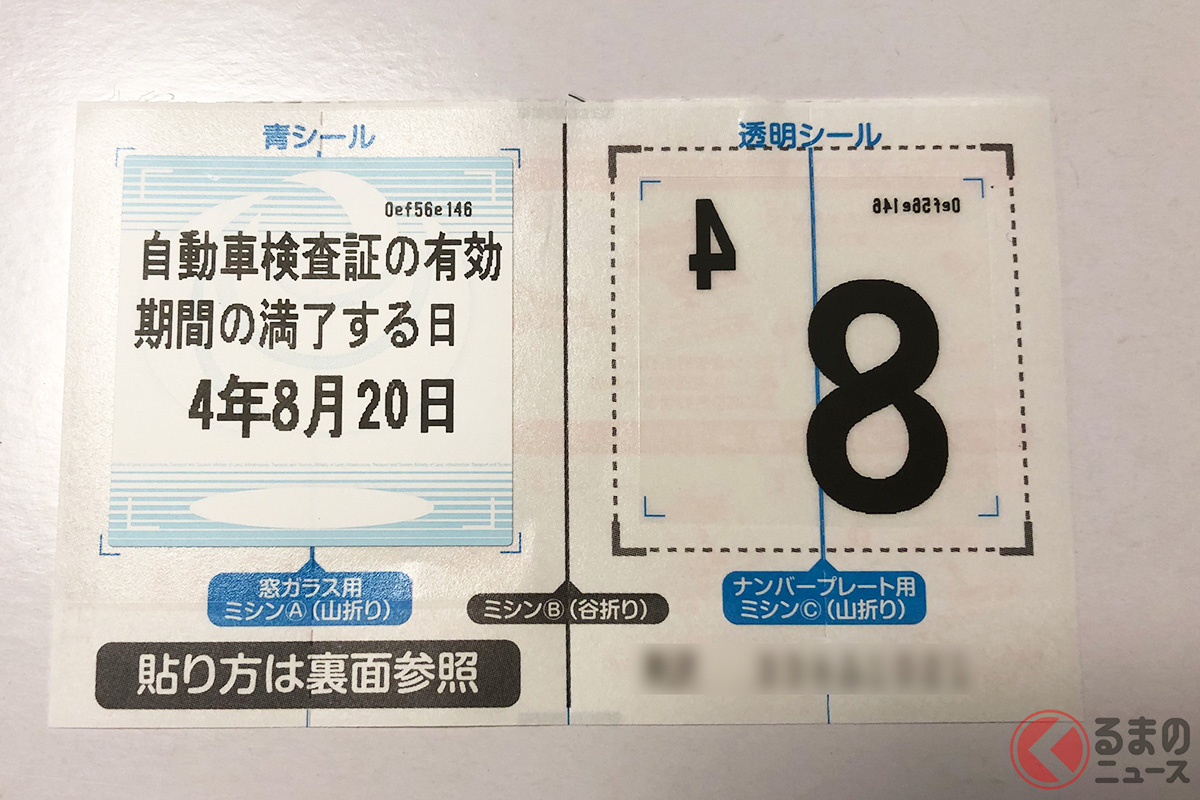 青シール
0ef56e146
自動車検査証の有効
期間の満了する日
4年8月20日
窓ガラス用
ミシンⒶ(山折り)
ミシンⒷ(谷折り)
貼り方は裏面参照
透明シール
0ef56e146
4
8
ナンバープレート用
ミシンⒸ(山折り)
くるまの
ニュース